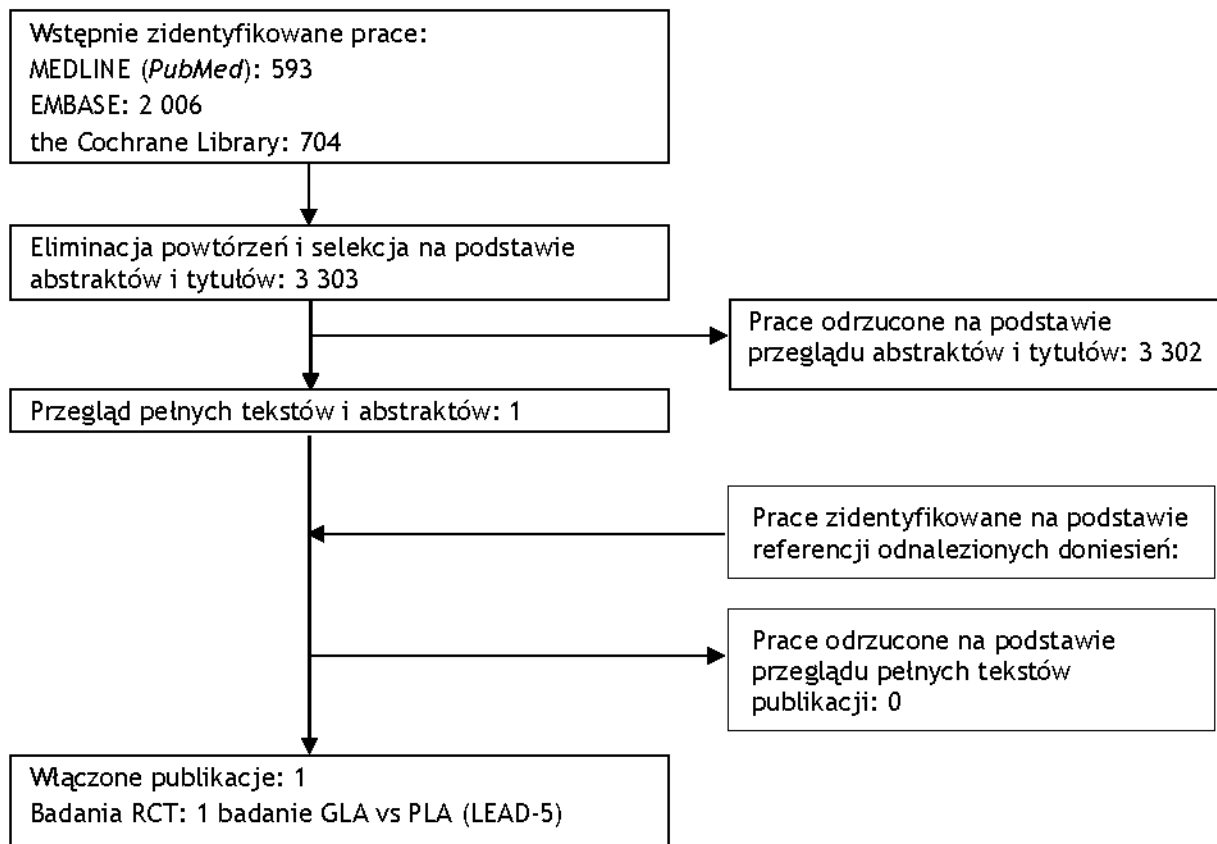 Wstępnie zidentyfikowane prace:
MEDLINE (PubMed): 593
EMBASE: 2 006
the Cochrane Library: 704
Eliminacja powtórzeń i selekcja na podstawie
abstraktów i tytułów: 3 303
Prace odrzucone na podstawie
przeglądu abstraktów i tytułów: 3 302
Przegląd pełnych tekstów i abstraktów: 1
Prace zidentyfikowane na podstawie
referencji odnalezionych doniesień:
Prace odrzucone na podstawie
przeglądu pełnych tekstów
publikacji: 0
Włączone publikacje: 1
Badania RCT: 1 badanie GLA vs PLA (LEAD-5)